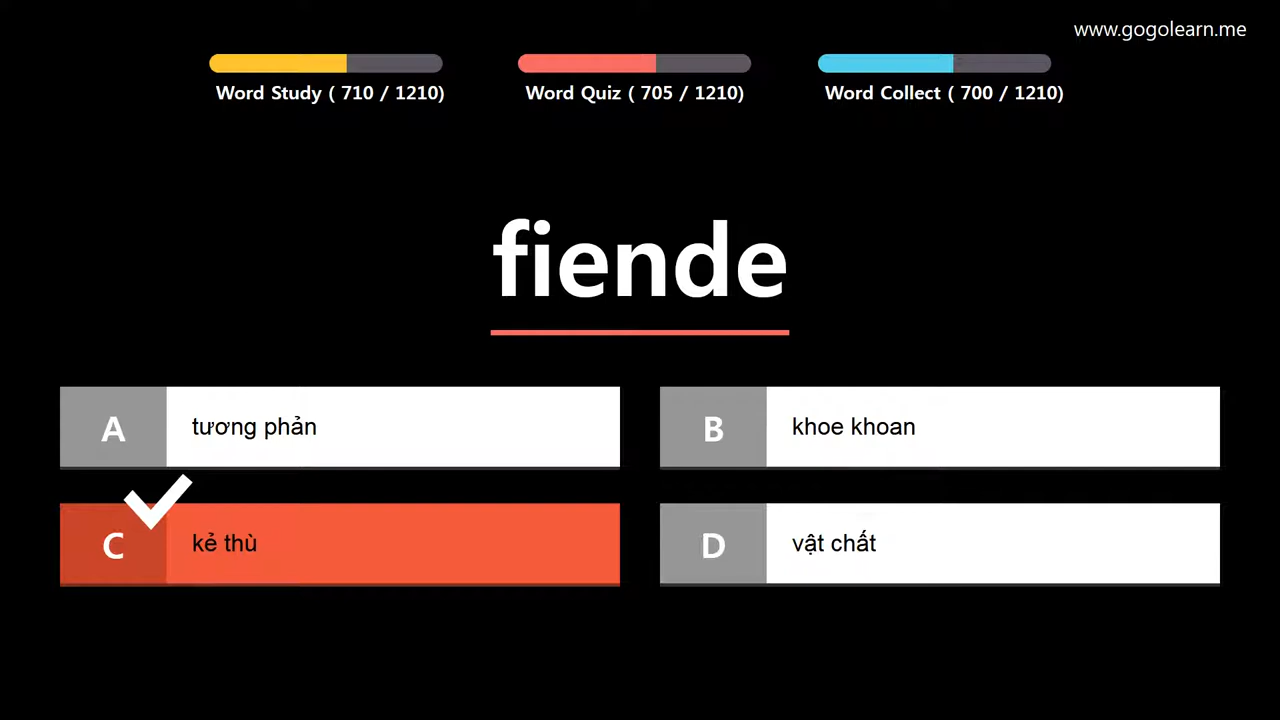 www.gogolearn.me
Word Study ( 710 / 1210)
Word Quiz ( 705 / 1210)
Word Collect ( 700 / 1210)
fiende
A tương phản
B khoe khoan
C kẻ thù
D vật chất